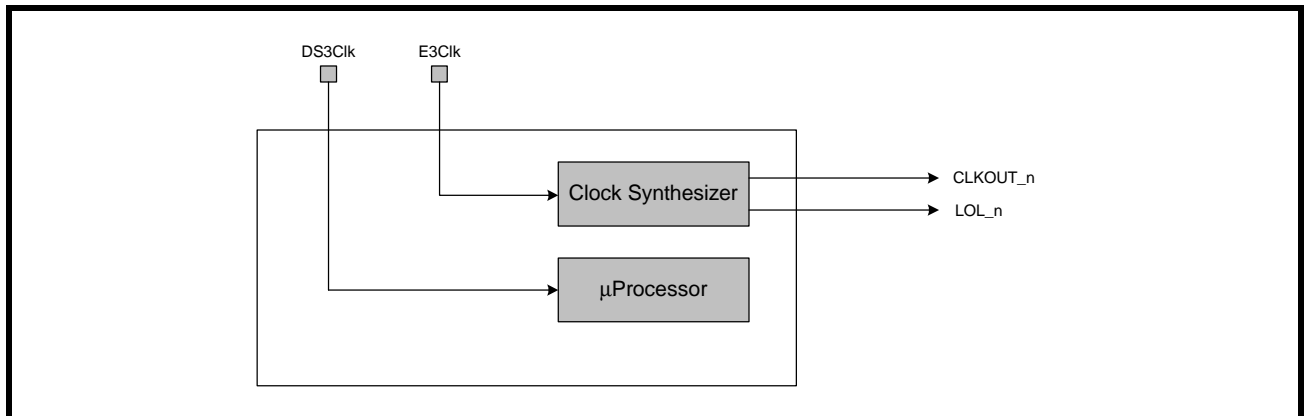 DS3Clk
E3Clk
Clock Synthesizer
CLKOUT_n
LOL_n
μProcessor